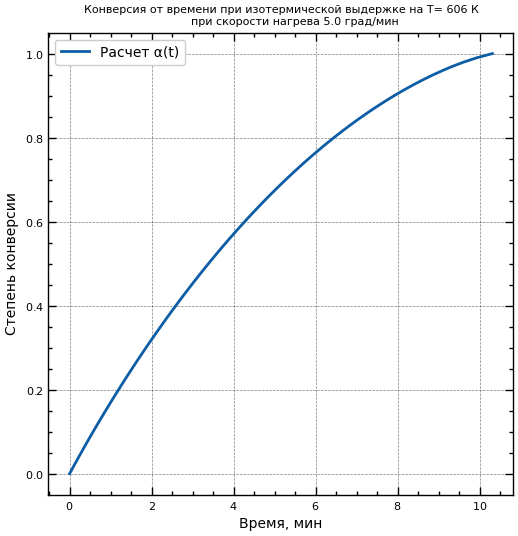 Конверсия от времени при изотермической выдержке на T= 606 K
при скорости нагрева 5.0 град/мин
Расчет α(t)
1.0
0.8
0.6
0.4
0.2
0.0
Степень конверсии
0
2
4
6
8
10
Время, мин